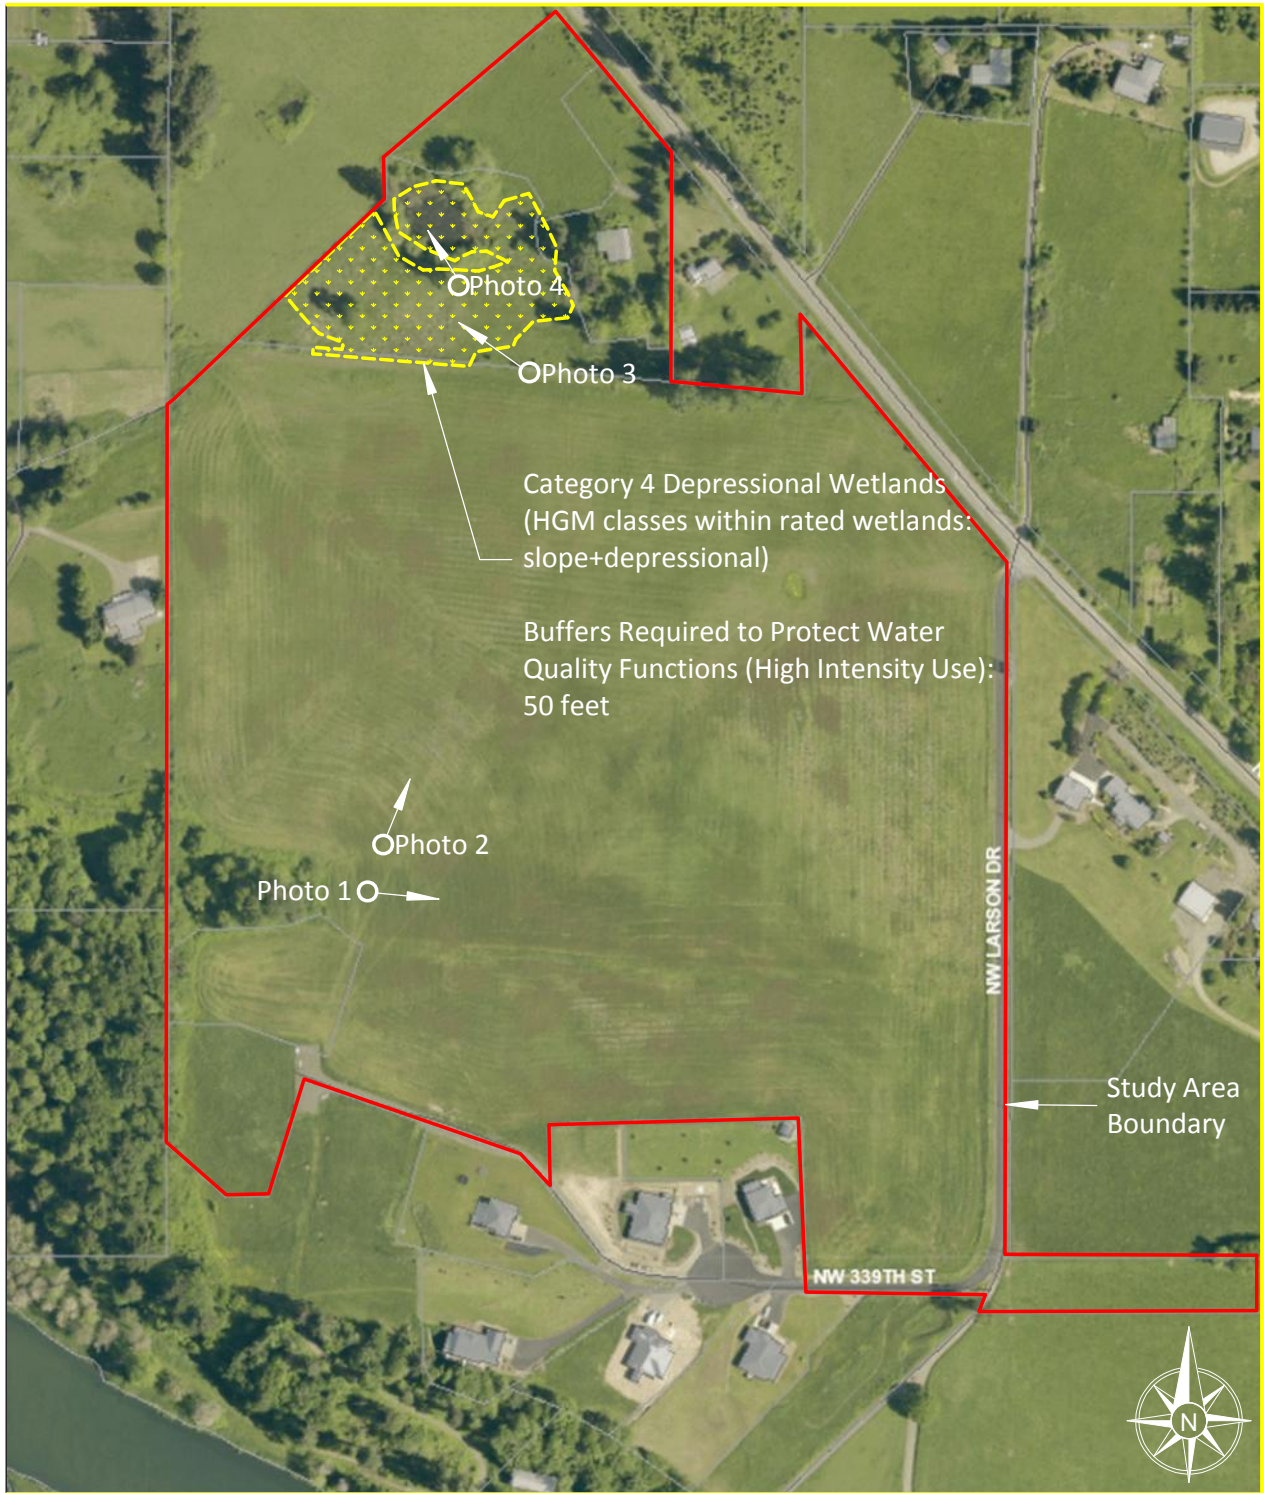 Photo 4
Photo 3
Category 4 Depressional Wetlands
(HGM classes within rated wetlands:
slope+depressional)
Buffers Required to Protect Water
Quality Functions (High Intensity Use):
50 feet
Photo 2
Photo 1
NW LARSON DR
Study Area
Boundary
NW 339TH ST
N